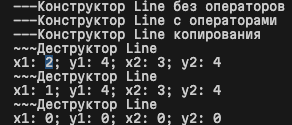 ---Конструктор Line без операторов
---Конструктор Line с операторами
---Конструктор Line копирования
~~~Деструктор Line
x1: 2; y1: 4; x2: 3; y2: 4
~~~Деструктор Line
x1: 1; y1: 4; x2: 3; y2: 4
~~~Деструктор Line
x1: 0; y1: 0; x2: 0; y2: 0